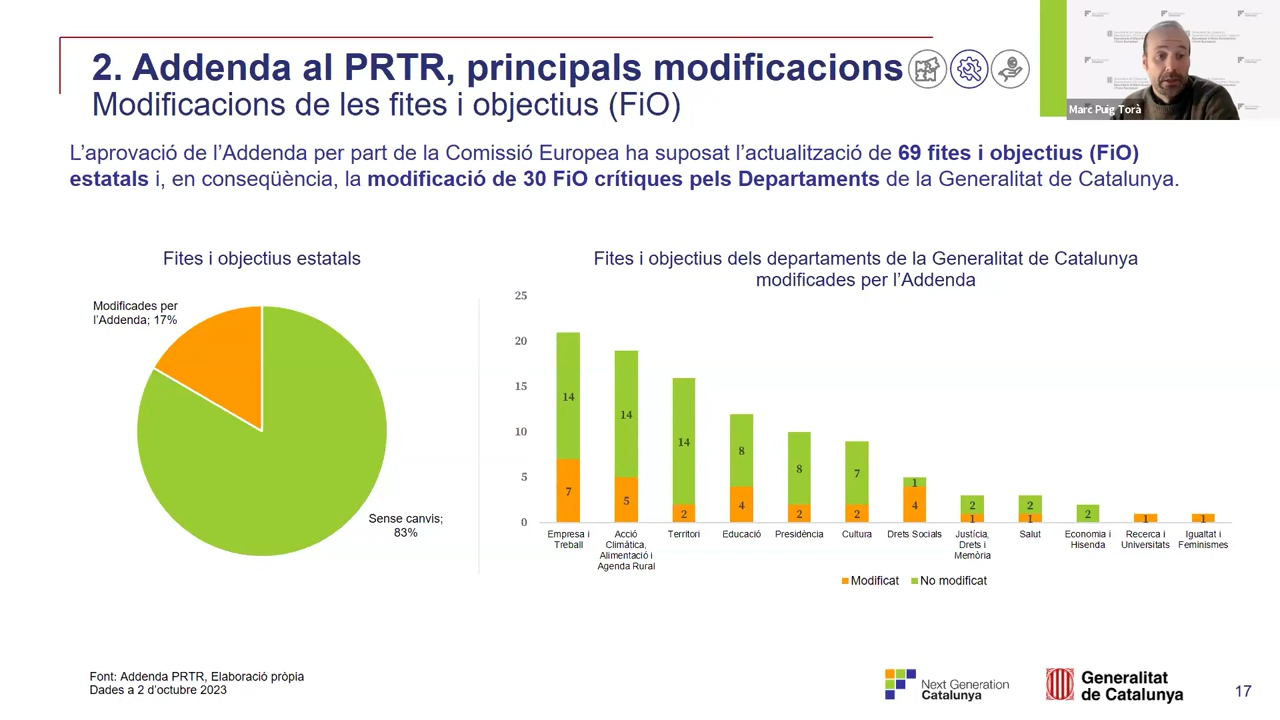 2. Addenda al PRTR, principals modificacions
Modificacions de les fites i objectius (FiO)
Marc Puig Torà
L'aprovació de l'Addenda per part de la Comissió Europea ha suposat l'actualització de 69 fites i objectius (FiO)
estatals i, en conseqüència, la modificació de 30 FiO crítiques pels Departaments de la Generalitat de Catalunya.
Fites i objectius estatals
Modificades per
l'Addenda; 17%
Sense canvis;
83%
Fites i objectius dels departaments de la Generalitat de Catalunya
modificades per l'Addenda
25
20
15
10
5
0
14
7
14
5
14
2
8
4
8
2
7
2
1
4
2
1
2
1
2
1
1
Empresa i
Treball
Acció
Climàtica,
Alimentació i
Agenda Rural
Territori
Educació
Presidència
Cultura
Drets Socials
Justícia,
Drets i
Memòria
Salut
Economia i
Hisenda
Recerca i
Universitats
Igualtat i
Feminismes
Modificat
No modificat
Font: Addenda PRTR, Elaboració pròpia
Dades a 2 d'octubre 2023
Next Generation
Catalunya
Generalitat
de Catalunya
17